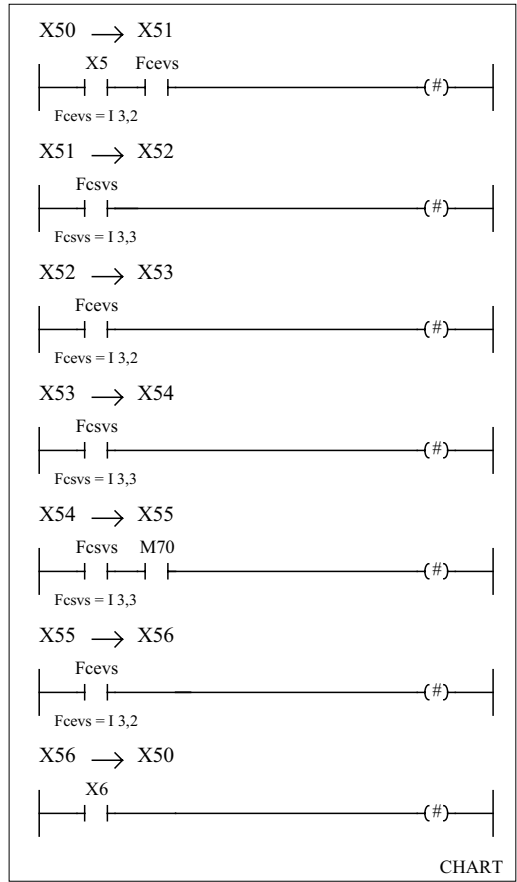 X50 → X51
X5 Fcevs
(#)
Fcevs = I 3,2
X51 → X52
Fcsvs
(#)
Fcsvs = I 3,3
X52 → X53
Fcevs
(#)
Fcevs = I 3,2
X53 → X54
Fcsvs
(#)
Fcsvs = I 3,3
X54 → X55
Fcsvs M70
(#)
Fcsvs = I 3,3
X55 → X56
Fcevs
(#)
Fcevs = I 3,2
X56 → X50
X6
(#)
CHART